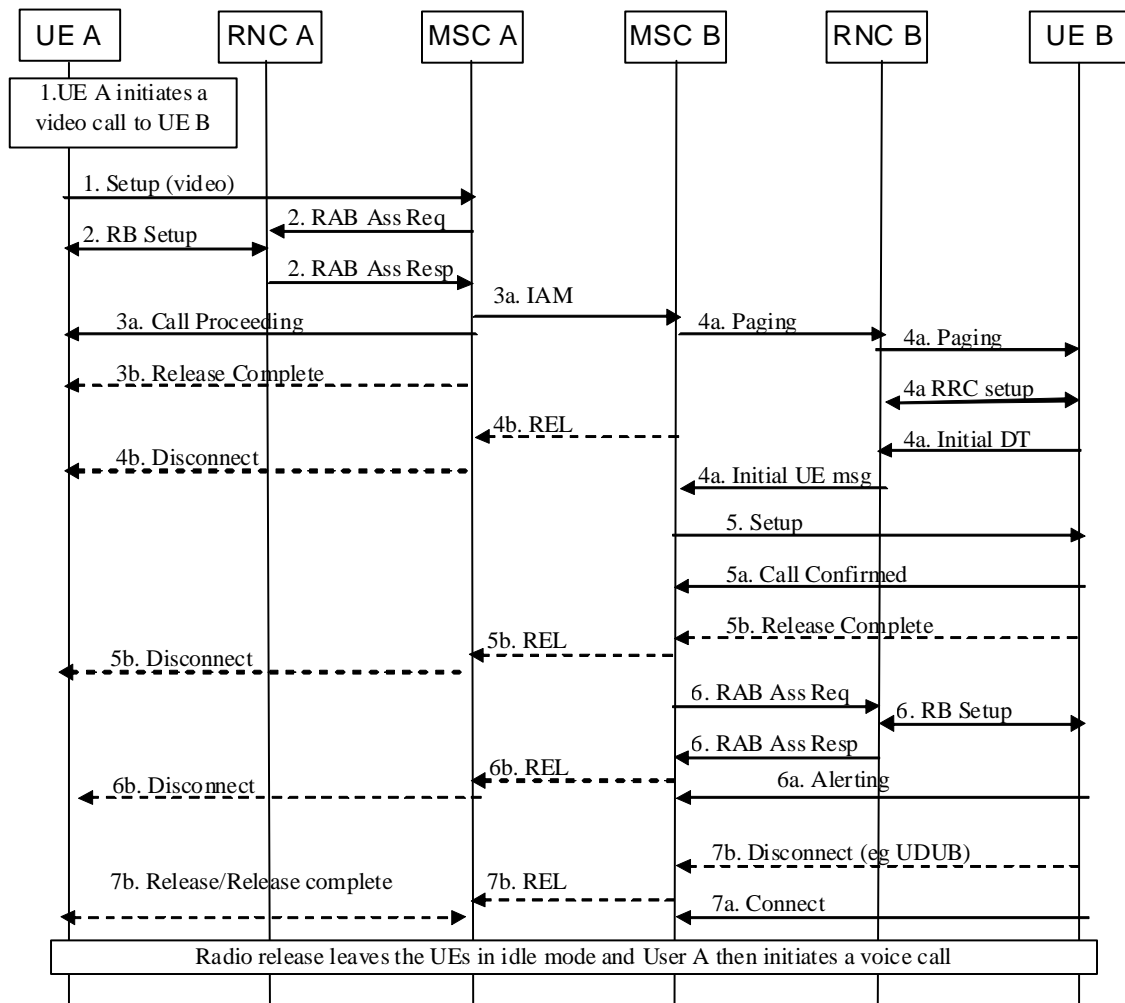 UE A
RNC A
MSC A
MSC B
RNC B
UE B
1.UE A initiates a
video call to UE B
1. Setup (video)
2. RAB Ass Req
2. RB Setup
2. RAB Ass Resp
3a. IAM
3a. Call Proceeding
4a. Paging
4a. Paging
3b. Release Complete
4a RRC setup
4b. REL
4a. Initial DT
4b. Disconnect
4a. Initial UE msg
5. Setup
5a. Call Confirmed
5b. Release Complete
5b. REL
5b. Disconnect
6. RAB Ass Req
6. RB Setup
6. RAB Ass Resp
6b. REL
6b. Disconnect
6a. Alerting
7b. Disconnect (eg UDUB)
7b. Release/Release complete
7b. REL
7a. Connect
Radio release leaves the UEs in idle mode and User A then initiates a voice call